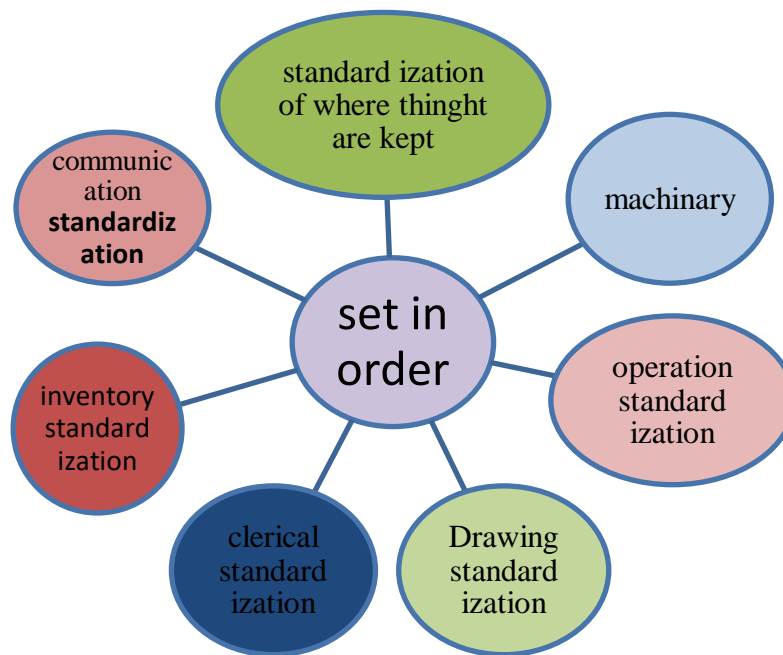 standard ization
of where thinght
are kept
machinary
operation
standard
ization
Drawing
standard
ization
clerical
standard
ization
inventory
standard
ization
communic
ation
standardiz
ation
set in
order